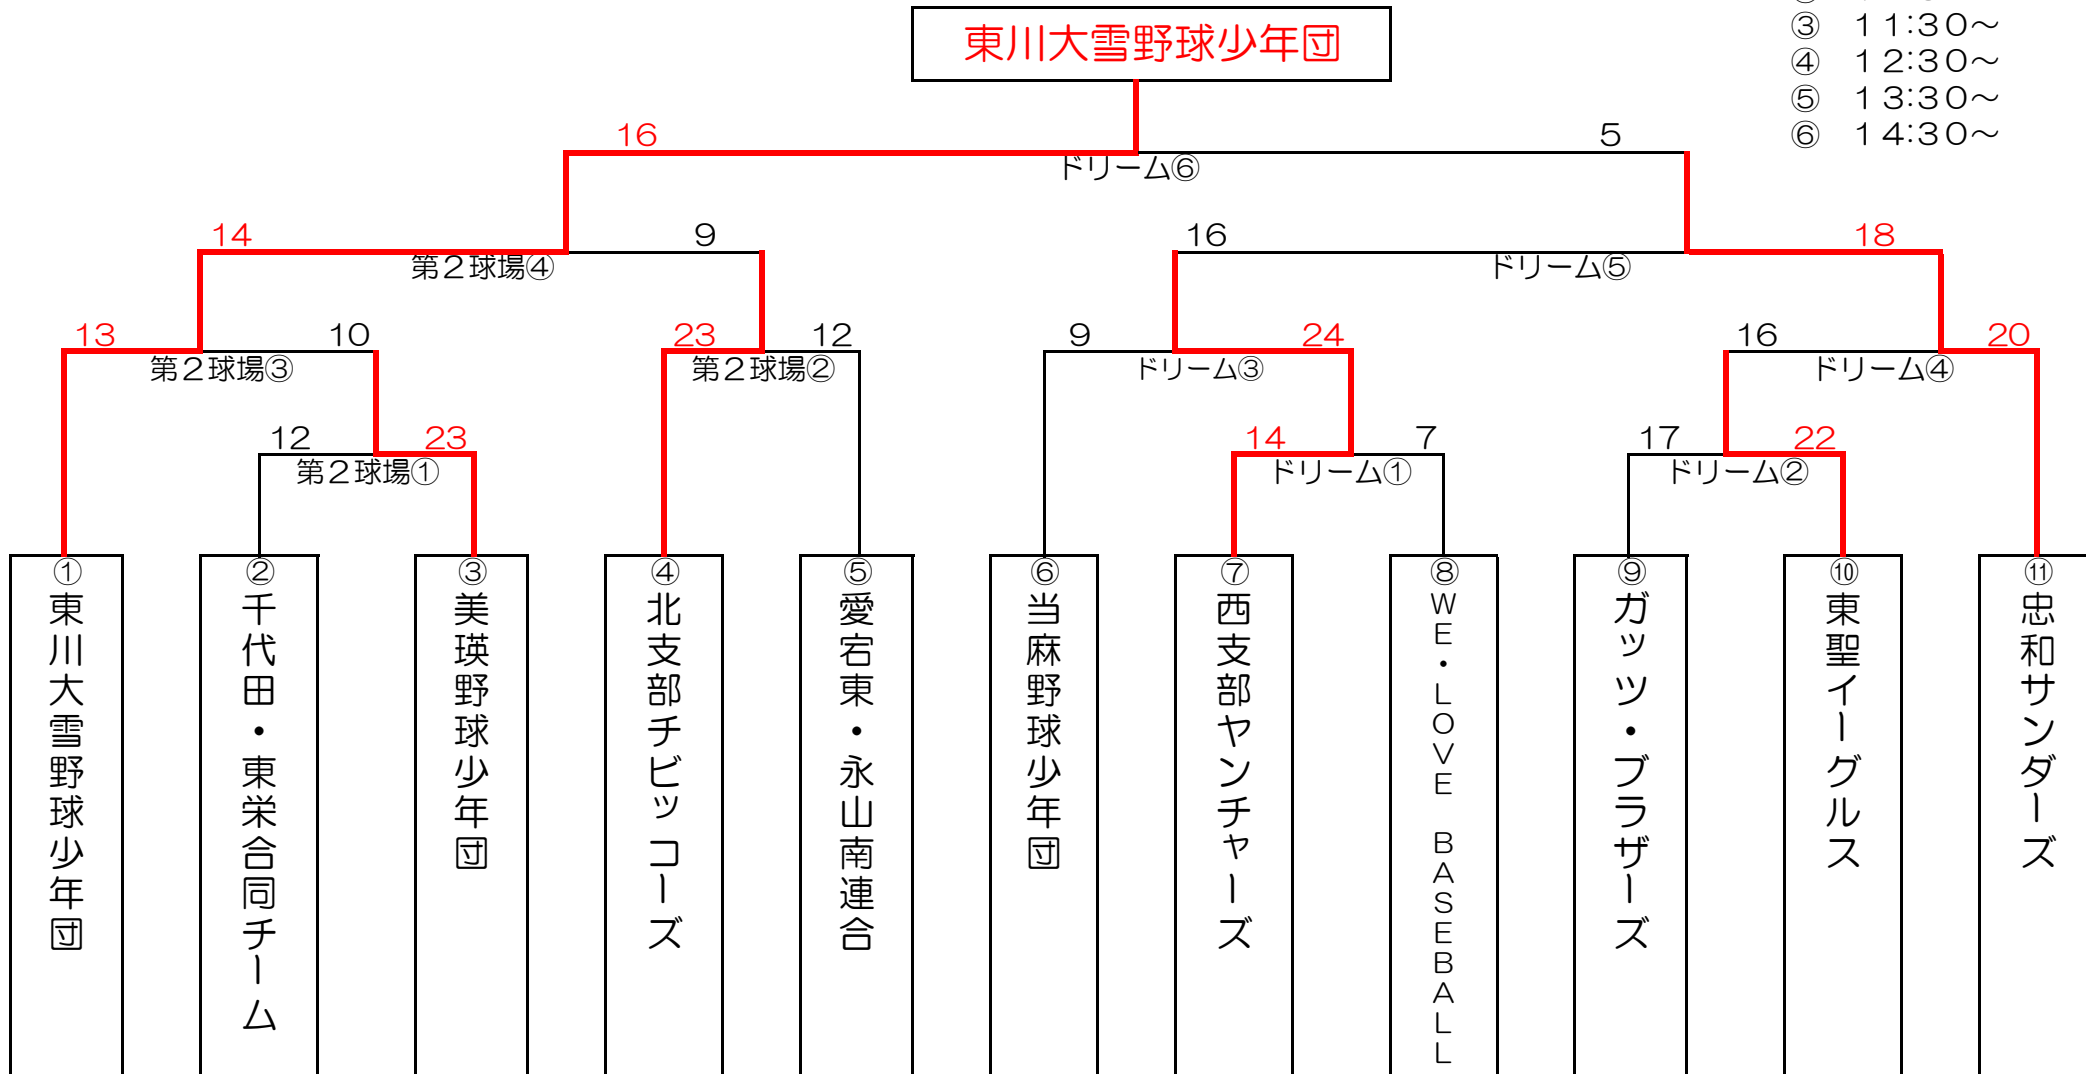 東川大雪野球少年団
③ 11:30～
④ 12:30～
⑤ 13:30～
⑥ 14:30～
16
5
ドリーム⑥
14
9
16
18
第2球場④
ドリーム⑤
13
10
23
12
9
24
16
20
第2球場③
第2球場②
ドリーム③
ドリーム④
12
23
14
7
17
22
第2球場①
ドリーム①
ドリーム②
①東川大雪野球少年団
②千代田・東栄合同チーム
③美瑛野球少年団
④北支部チビッコーズ
⑤愛宕東・永山南連合
⑥当麻野球少年団
⑦西支部ヤンチャーズ
⑧WE・LOVE BASEBALL
⑨ガッツ・ブラザーズ
⑩東聖イーグルス
⑪忠和サンダーズ